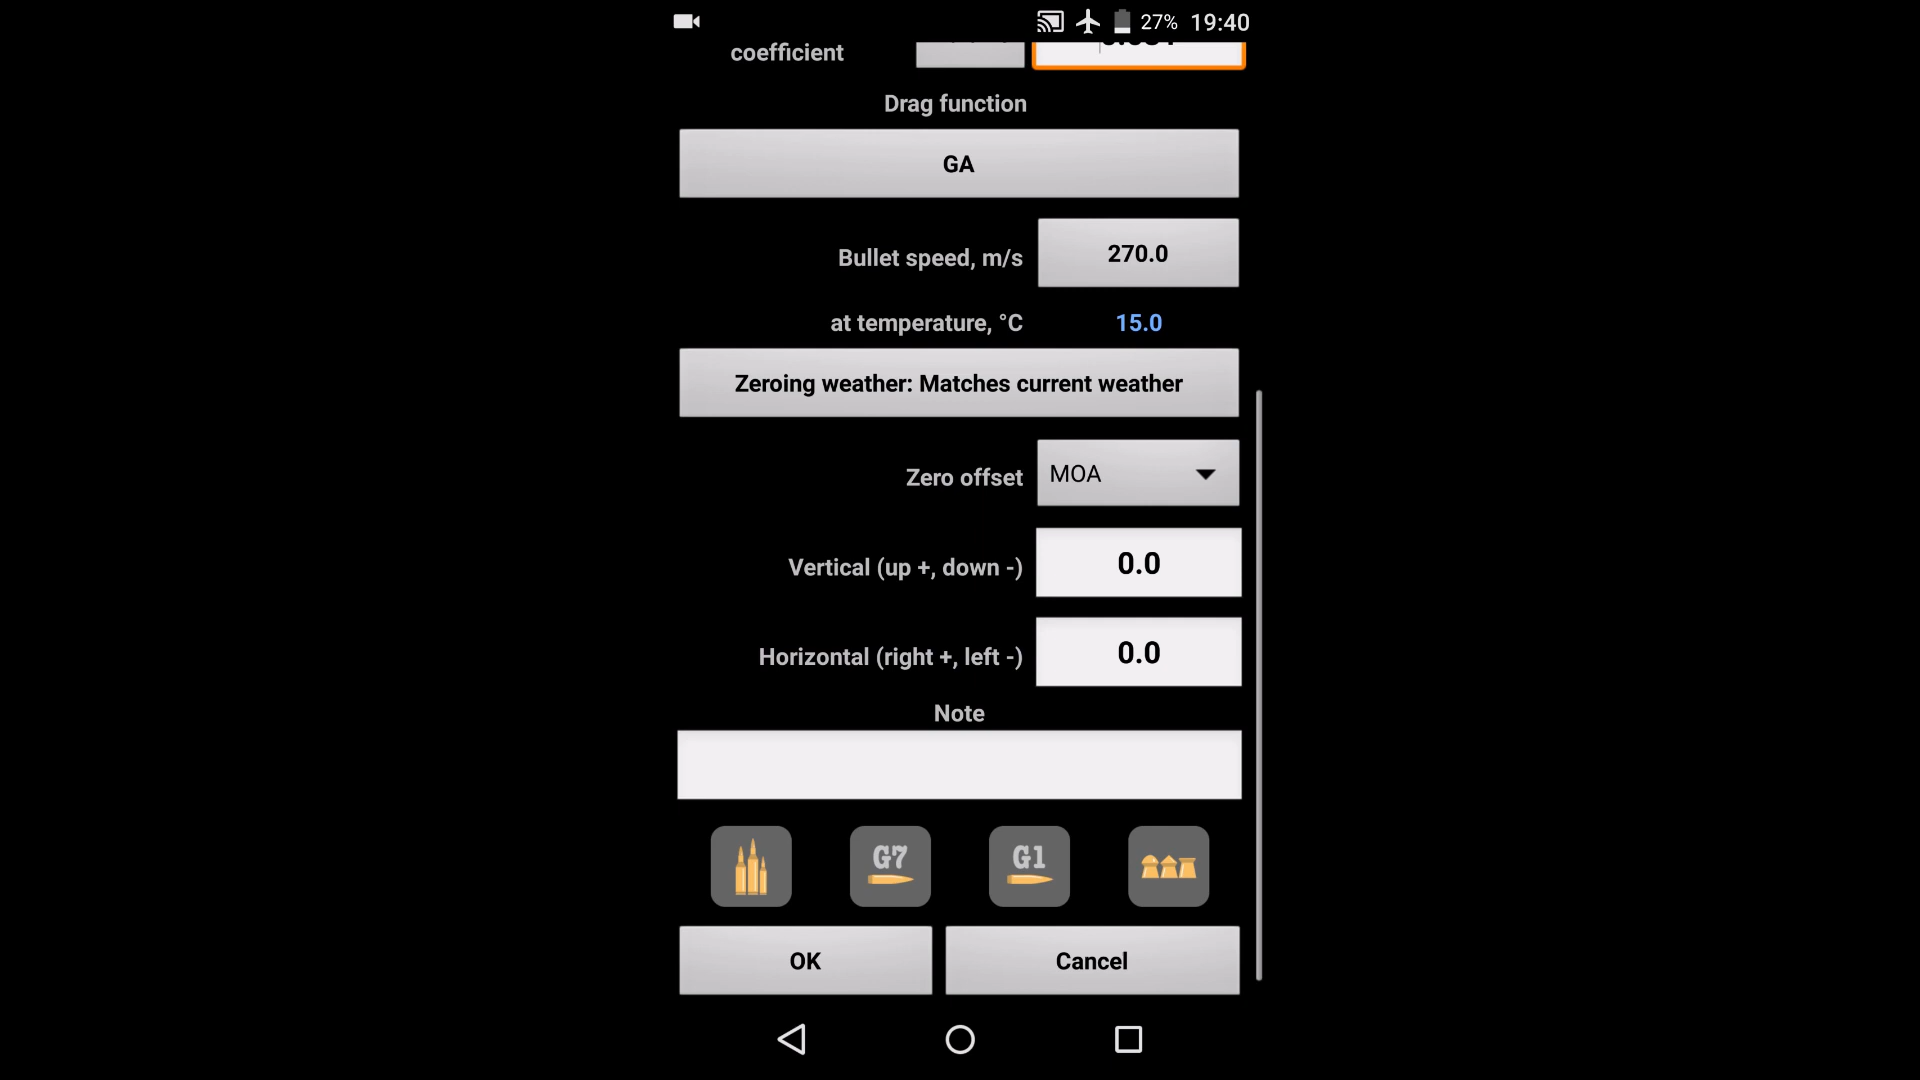 27% 19:40
coefficient
Drag function
GA
Bullet speed, m/s 270.0
at temperature, °C 15.0
Zeroing weather: Matches current weather
Zero offset MOA
Vertical (up +, down -) 0.0
Horizontal (right +, left -) 0.0
Note
G7 G1
OK Cancel